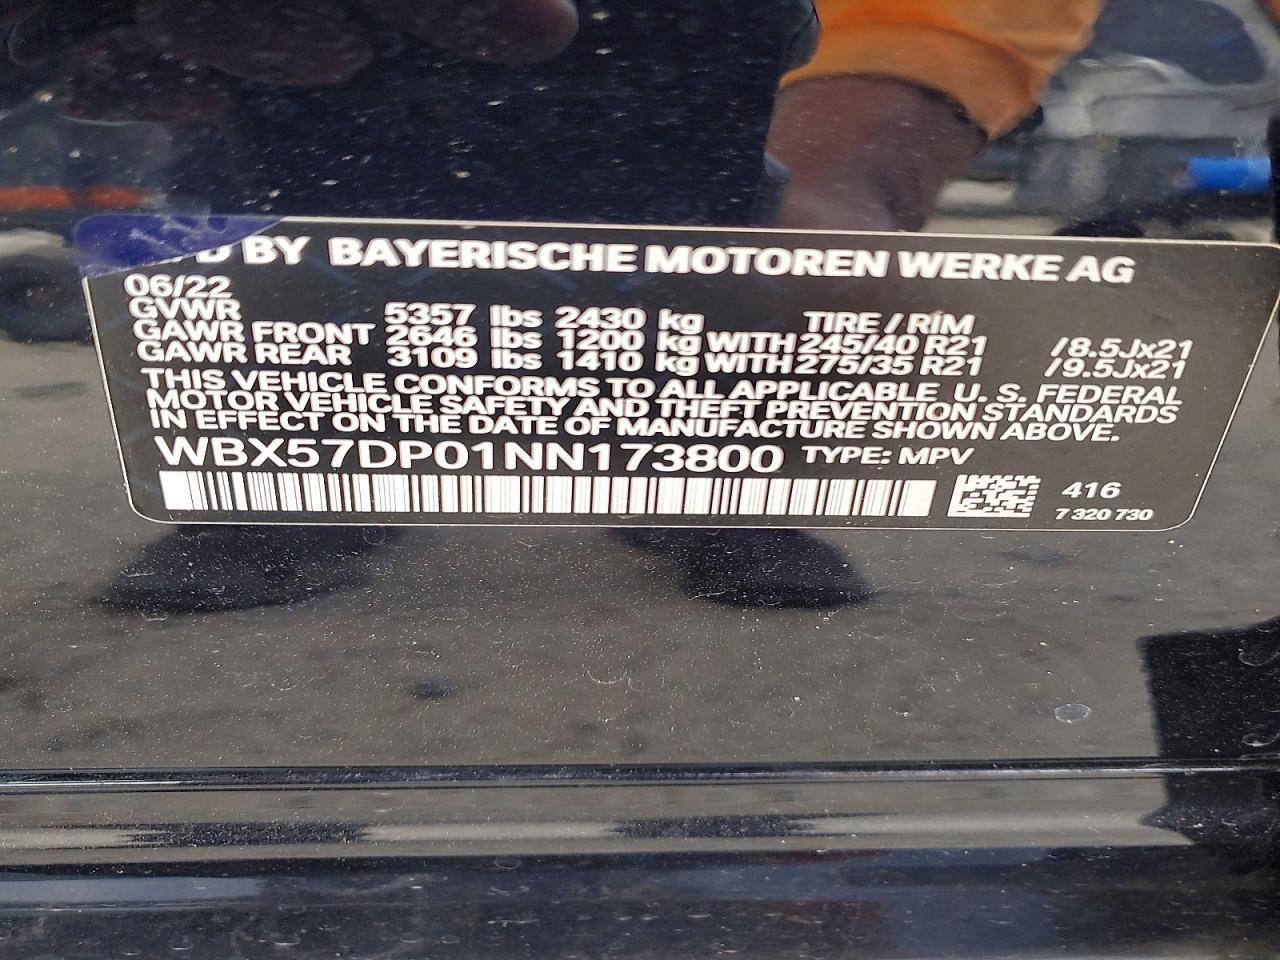 BY BAYERISCHE MOTOREN WERKE AG
06/22
GVWR 5357 lbs 2430 kg TIRE / RIM
GAWR FRONT 2646 lbs 1200 kg WITH 245/40 R21 /8.5Jx21
GAWR REAR 3109 lbs 1410 kg WITH 275/35 R21 /9.5Jx21
THIS VEHICLE CONFORMS TO ALL APPLICABLE U. S. FEDERAL
MOTOR VEHICLE SAFETY AND THEFT PREVENTION STANDARDS
IN EFFECT ON THE DATE OF MANUFACTURE SHOWN ABOVE.
WBX57DP01NN173800 TYPE: MPV
416
7 320 730